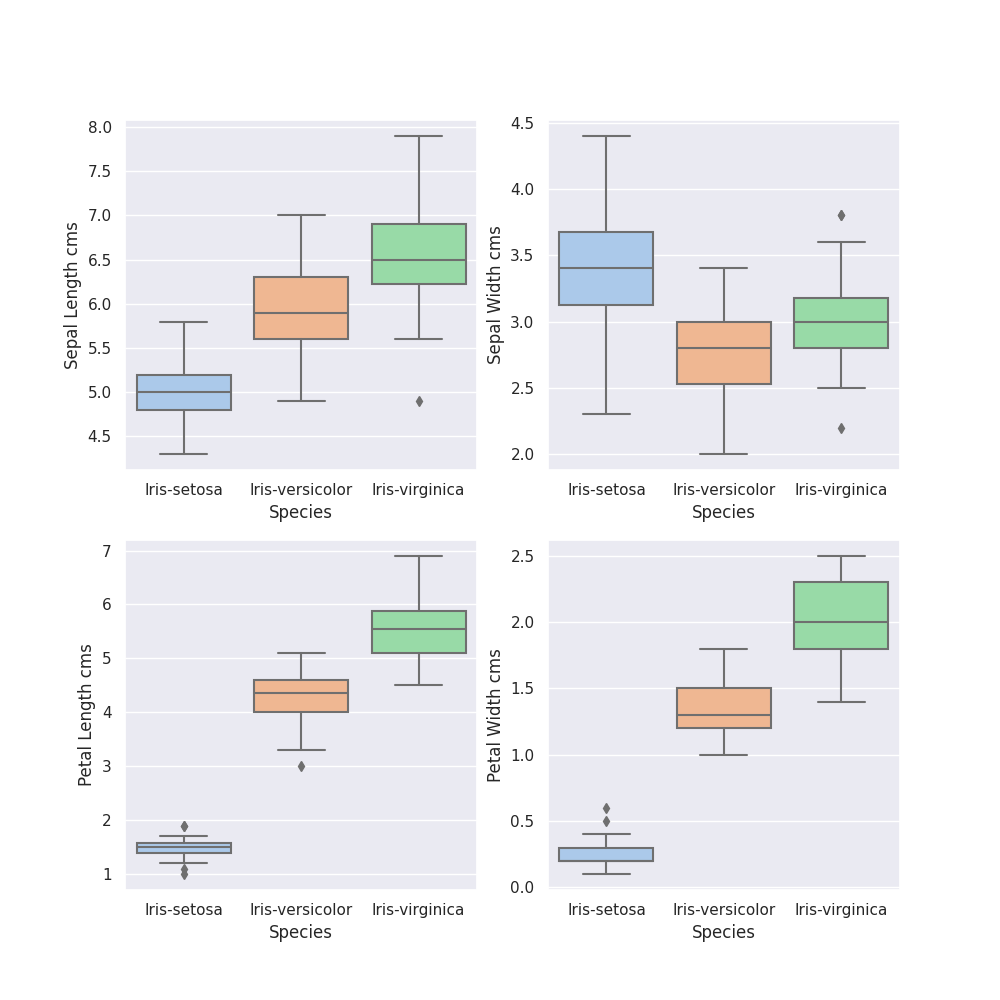 8.0
7.5
7.0
6.5
6.0
5.5
5.0
4.5
Sepal Length cms
Iris-setosa Iris-versicolor Iris-virginica
Species
4.5
4.0
3.5
3.0
2.5
2.0
Sepal Width cms
Iris-setosa Iris-versicolor Iris-virginica
Species
7
6
5
4
3
2
1
Petal Length cms
Iris-setosa Iris-versicolor Iris-virginica
Species
2.5
2.0
1.5
1.0
0.5
0.0
Petal Width cms
Iris-setosa Iris-versicolor Iris-virginica
Species